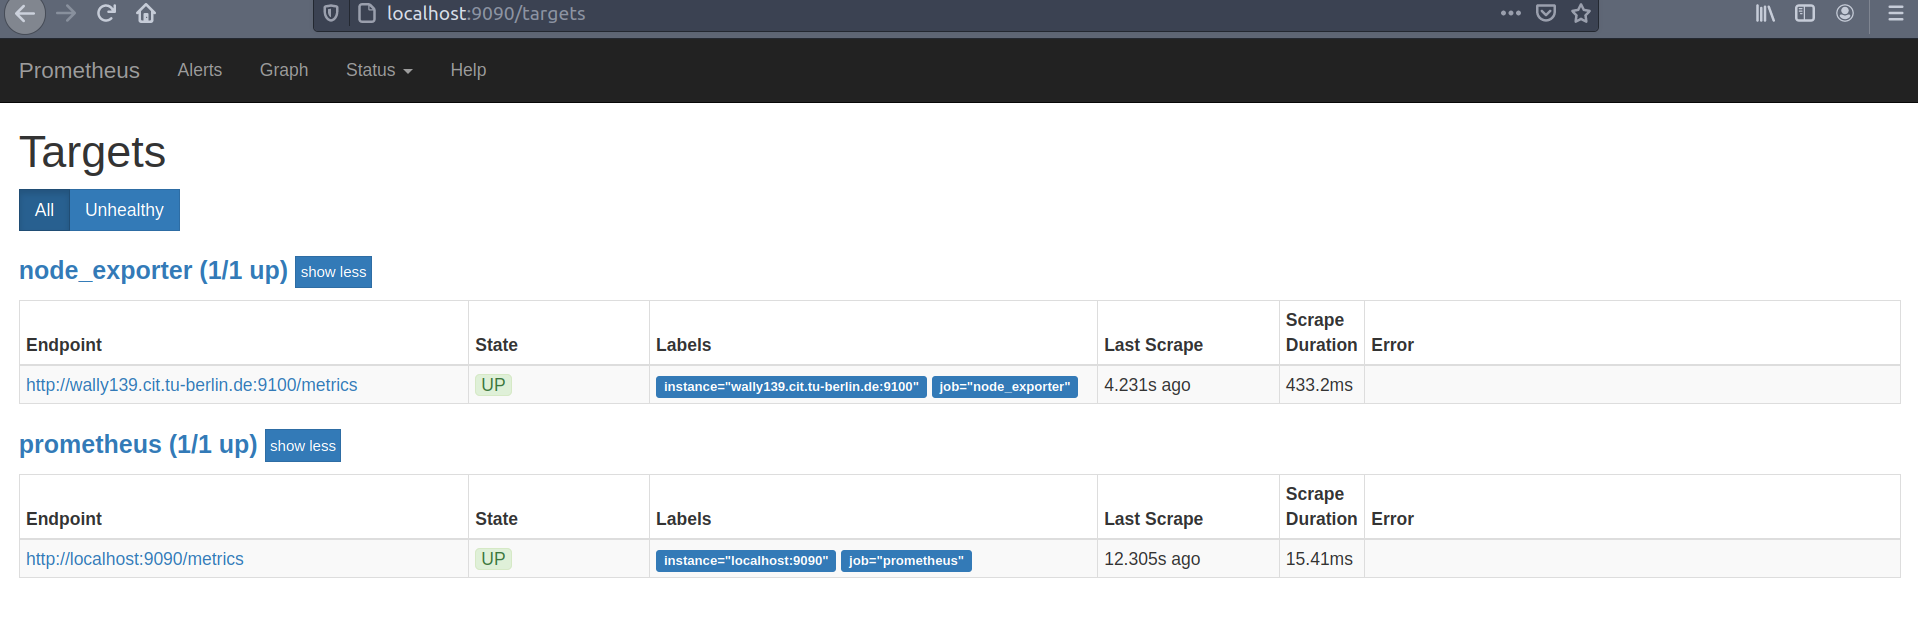 localhost:9090/targets
Prometheus Alerts Graph Status Help
Targets
All Unhealthy
node_exporter (1/1 up) show less
Endpoint State Labels Last Scrape Scrape Duration Error
http://wally139.cit.tu-berlin.de:9100/metrics UP instance="wally139.cit.tu-berlin.de:9100" job="node_exporter" 4.231s ago 433.2ms
prometheus (1/1 up) show less
Endpoint State Labels Last Scrape Scrape Duration Error
http://localhost:9090/metrics UP instance="localhost:9090" job="prometheus" 12.305s ago 15.41ms